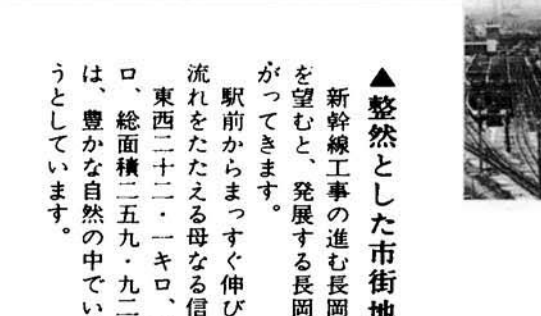 ▲整然とした市街地
新幹線工事の進む長岡
を望むと、発展する長岡
がってきます。
駅前からまっすぐ伸び
流れをたたえる母なる信
東西二十二・一キロ、
ロ、総面積二五九・九二
は、豊かな自然の中でい
うとしています。